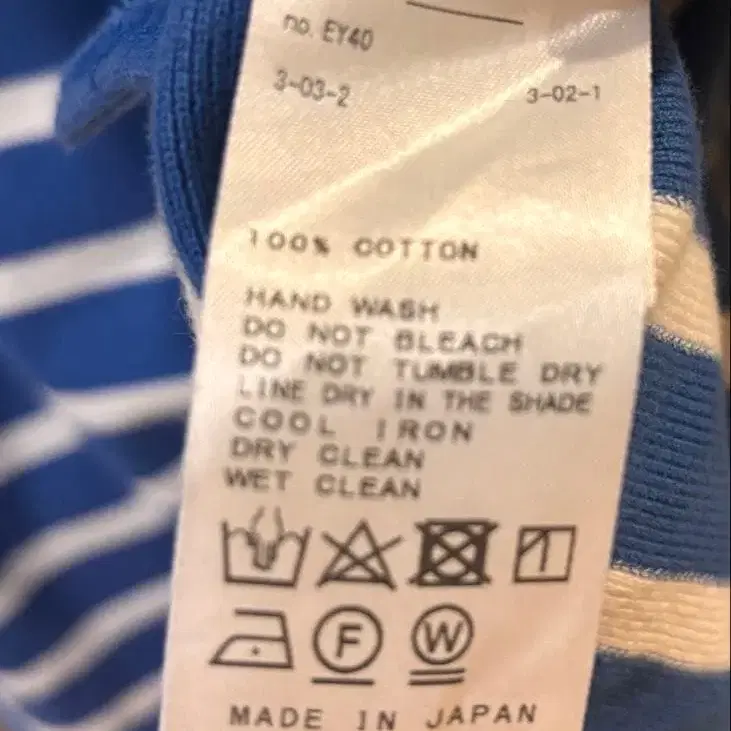 no. EY40
3-03-2 3-02-1
100% COTTON
HAND WASH
DO NOT BLEACH
DO NOT TUMBLE DRY
LINE DRY IN THE SHADE
COOL IRON
DRY CLEAN
WET CLEAN
F W
MADE IN JAPAN